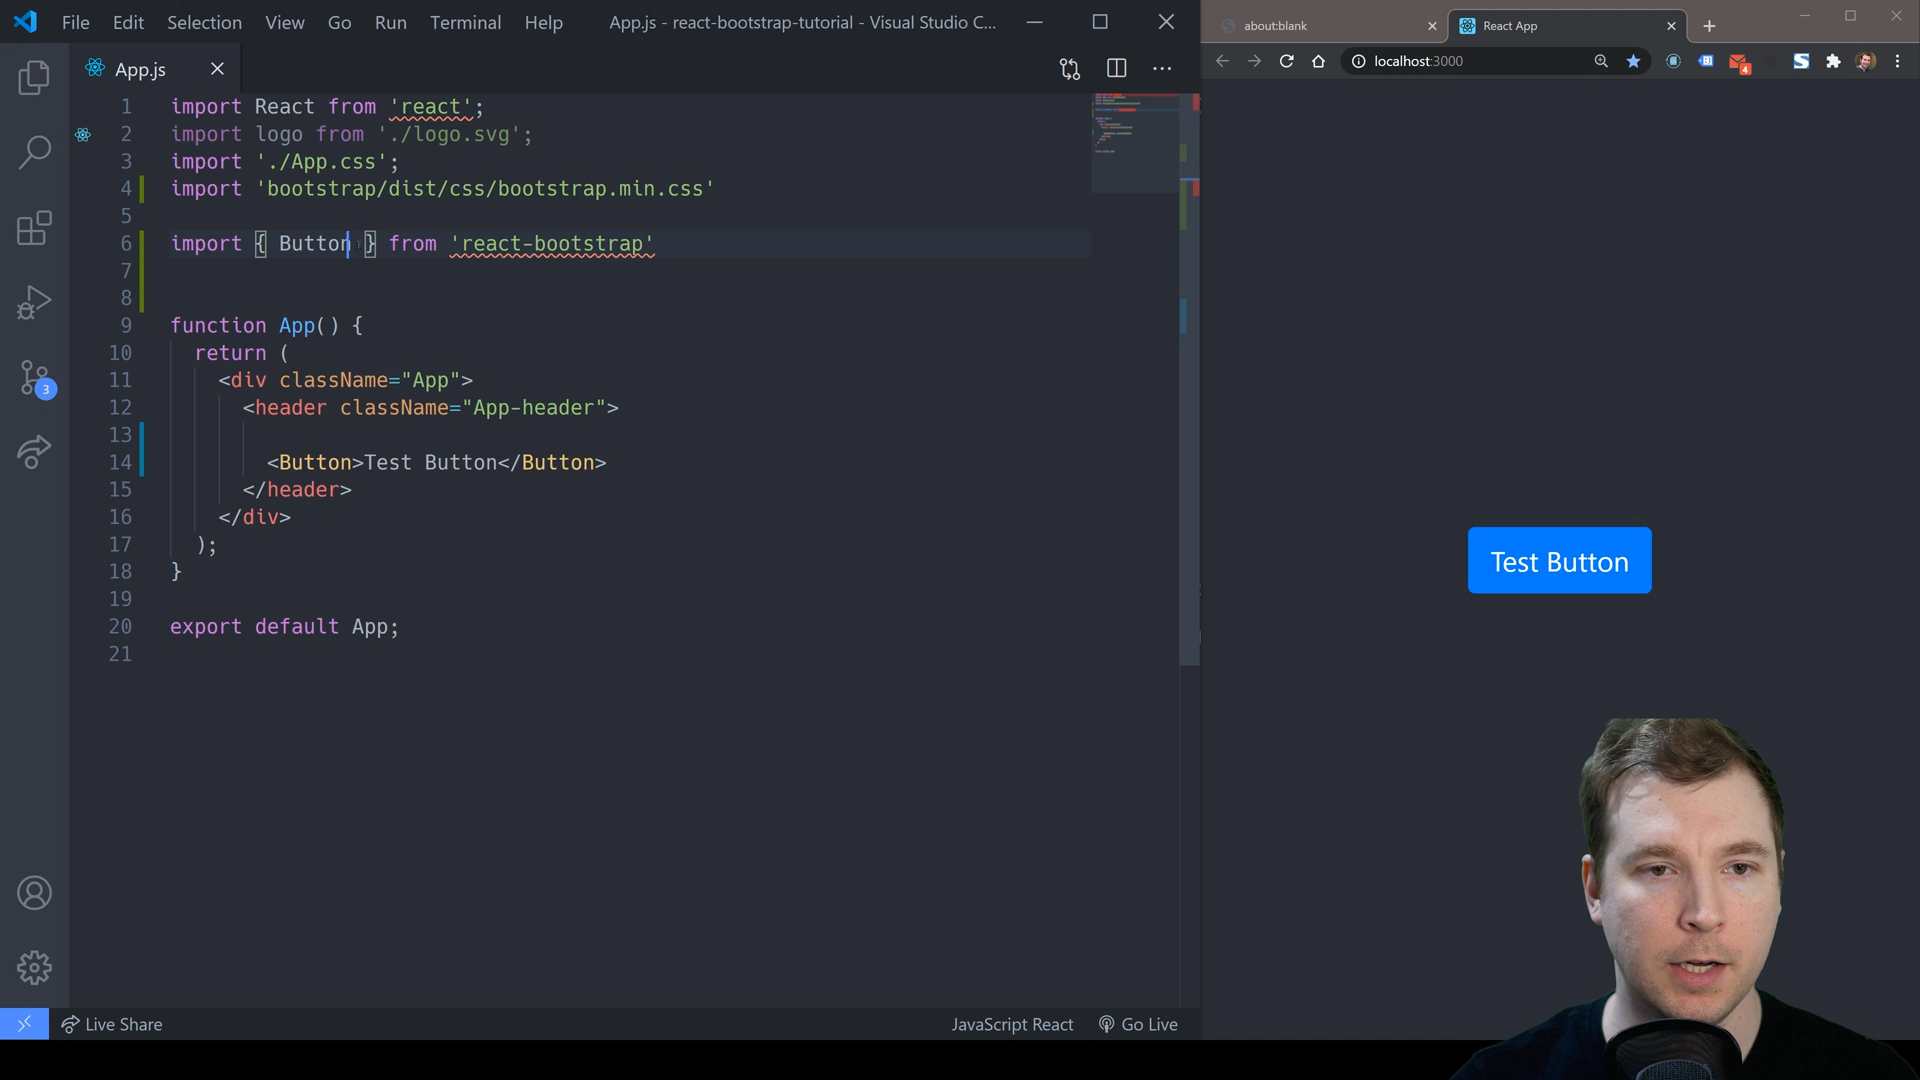 File Edit Selection View Go Run Terminal Help App.js - react-bootstrap-tutorial - Visual Studio C...
App.js
1 import React from 'react';
2 import logo from './logo.svg';
3 import './App.css';
4 import 'bootstrap/dist/css/bootstrap.min.css'
5
6 import { Button } from 'react-bootstrap'
7
8
9 function App() {
10 return (
11 <div className="App">
12 <header className="App-header">
13
14 <Button>Test Button</Button>
15 </header>
16 </div>
17 );
18 }
19
20 export default App;
21
3
Live Share JavaScript React Go Live
about:blank React App
localhost:3000
4
Test Button